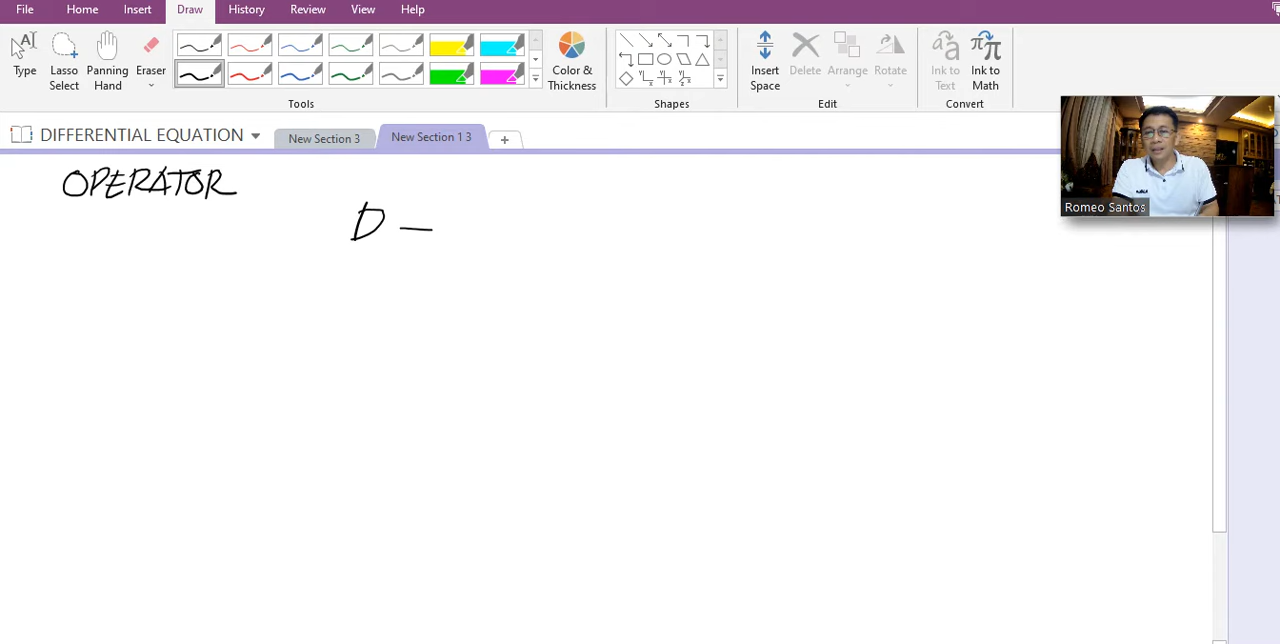 File Home Insert Draw History Review View Help
Type Lasso Select Panning Hand Eraser Color & Thickness Insert Space Delete Arrange Rotate Ink to Text Ink to Math
Tools Shapes Edit Convert
DIFFERENTIAL EQUATION New Section 3 New Section 1 3 +
Romeo Santos
OPERATOR
D —